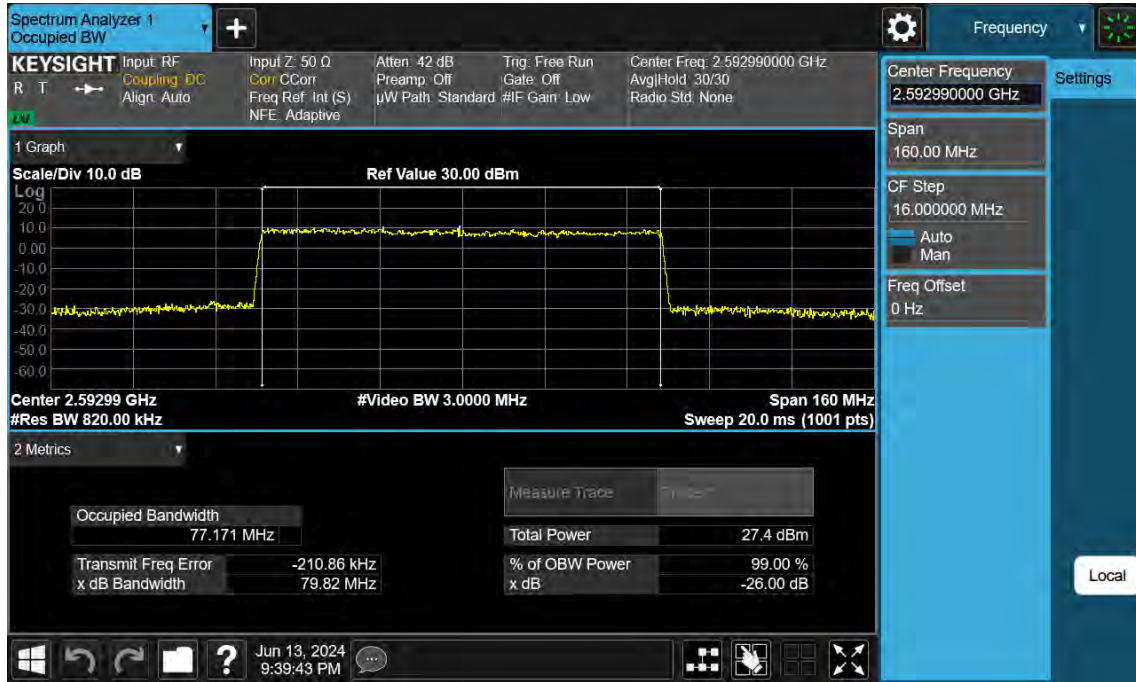 Spectrum Analyzer 1
Occupied BW
+
Frequency
KEYSIGHT
R T
LV
Input: RF
Coupling: DC
Align: Auto
Input Z: 50 Ω
Corr CCorr
Freq Ref: Int (S)
NFE: Adaptive
Atten: 42 dB
Preamp: Off
µW Path: Standard
Trig: Free Run
Gate: Off
#IF Gain: Low
Center Freq: 2.592990000 GHz
Avg|Hold: 30/30
Radio Std: None
Center Frequency
2.592990000 GHz
Settings
Span
160.00 MHz
CF Step
16.000000 MHz
Auto
Man
Freq Offset
0 Hz
Local
1 Graph
Scale/Div 10.0 dB
Ref Value 30.00 dBm
Log
20.0
10.0
0.00
-10.0
-20.0
-30.0
-40.0
-50.0
-60.0
Center 2.59299 GHz
#Video BW 3.0000 MHz
Span 160 MHz
#Res BW 820.00 kHz
Sweep 20.0 ms (1001 pts)
2 Metrics
Measure Trace
Occupied Bandwidth
77.171 MHz
Total Power 27.4 dBm
Transmit Freq Error -210.86 kHz
% of OBW Power 99.00 %
x dB Bandwidth 79.82 MHz
x dB -26.00 dB
?
Jun 13, 2024
9:39:43 PM